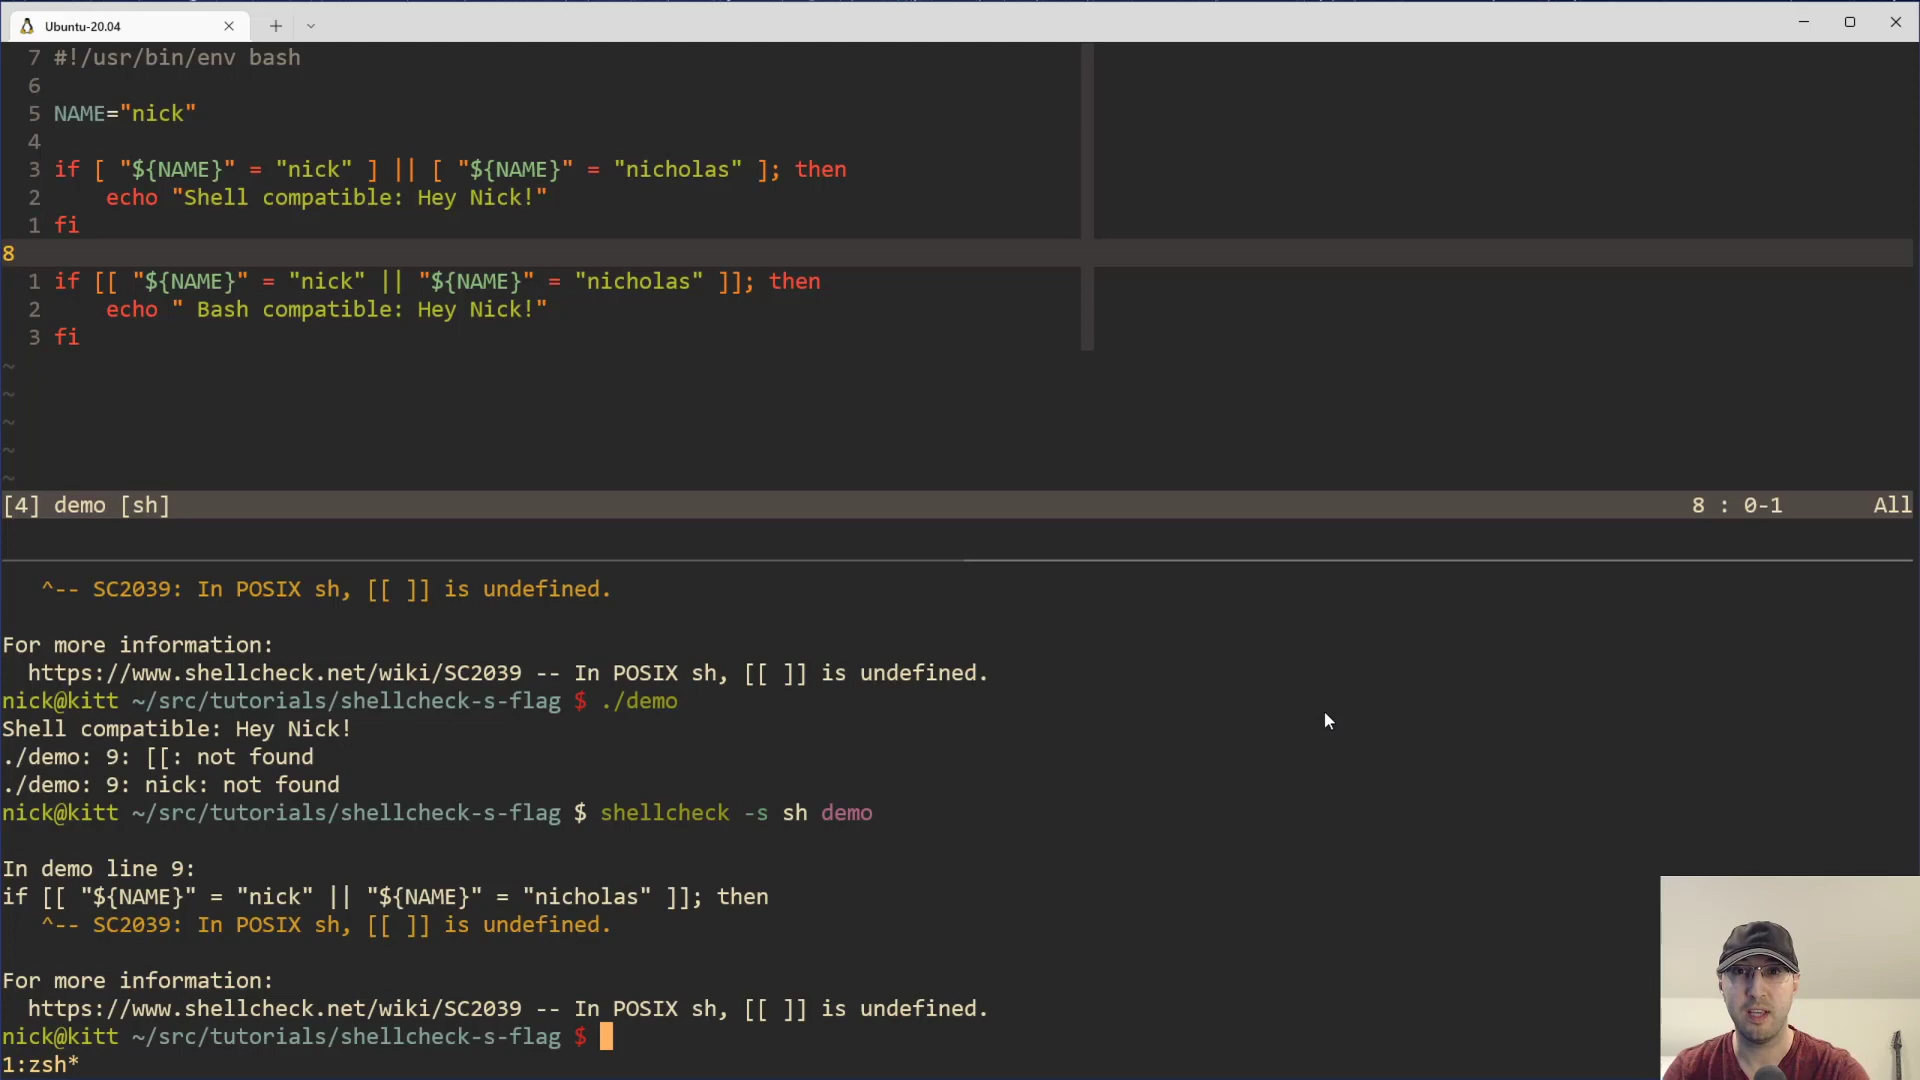 Ubuntu-20.04
7 #!/usr/bin/env bash
6
5 NAME="nick"
4
3 if [ "${NAME}" = "nick" ] || [ "${NAME}" = "nicholas" ]; then
2     echo "Shell compatible: Hey Nick!"
1 fi
8
1 if [[ "${NAME}" = "nick" || "${NAME}" = "nicholas" ]]; then
2     echo " Bash compatible: Hey Nick!"
3 fi
~
~
~
~
~
[4] demo [sh] 8 : 0-1 All
^-- SC2039: In POSIX sh, [[ ]] is undefined.
For more information:
https://www.shellcheck.net/wiki/SC2039 -- In POSIX sh, [[ ]] is undefined.
nick@kitt ~/src/tutorials/shellcheck-s-flag $ ./demo
Shell compatible: Hey Nick!
./demo: 9: [[: not found
./demo: 9: nick: not found
nick@kitt ~/src/tutorials/shellcheck-s-flag $ shellcheck -s sh demo
In demo line 9:
if [[ "${NAME}" = "nick" || "${NAME}" = "nicholas" ]]; then
^-- SC2039: In POSIX sh, [[ ]] is undefined.
For more information:
https://www.shellcheck.net/wiki/SC2039 -- In POSIX sh, [[ ]] is undefined.
nick@kitt ~/src/tutorials/shellcheck-s-flag $
1:zsh*